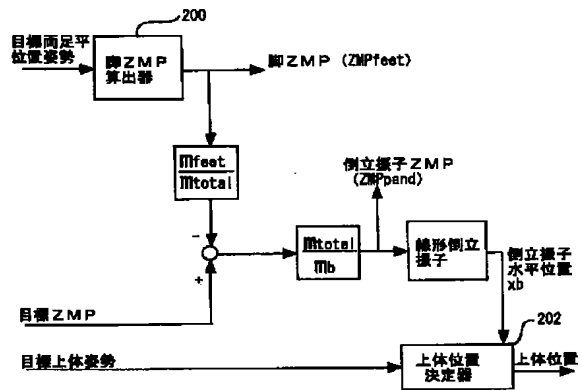 200
目標両足平
位置姿勢
脚ZMP
算出器
脚ZMP (ZMPfeet)
mfeet
mtotal
倒立振子ZMP
(ZMPpend)
mtotal
mb
線形倒立
振子
倒立振子
水平位置
xb
-
+
目標ZMP
202
目標上体姿勢
上体位置
決定器
上体位置